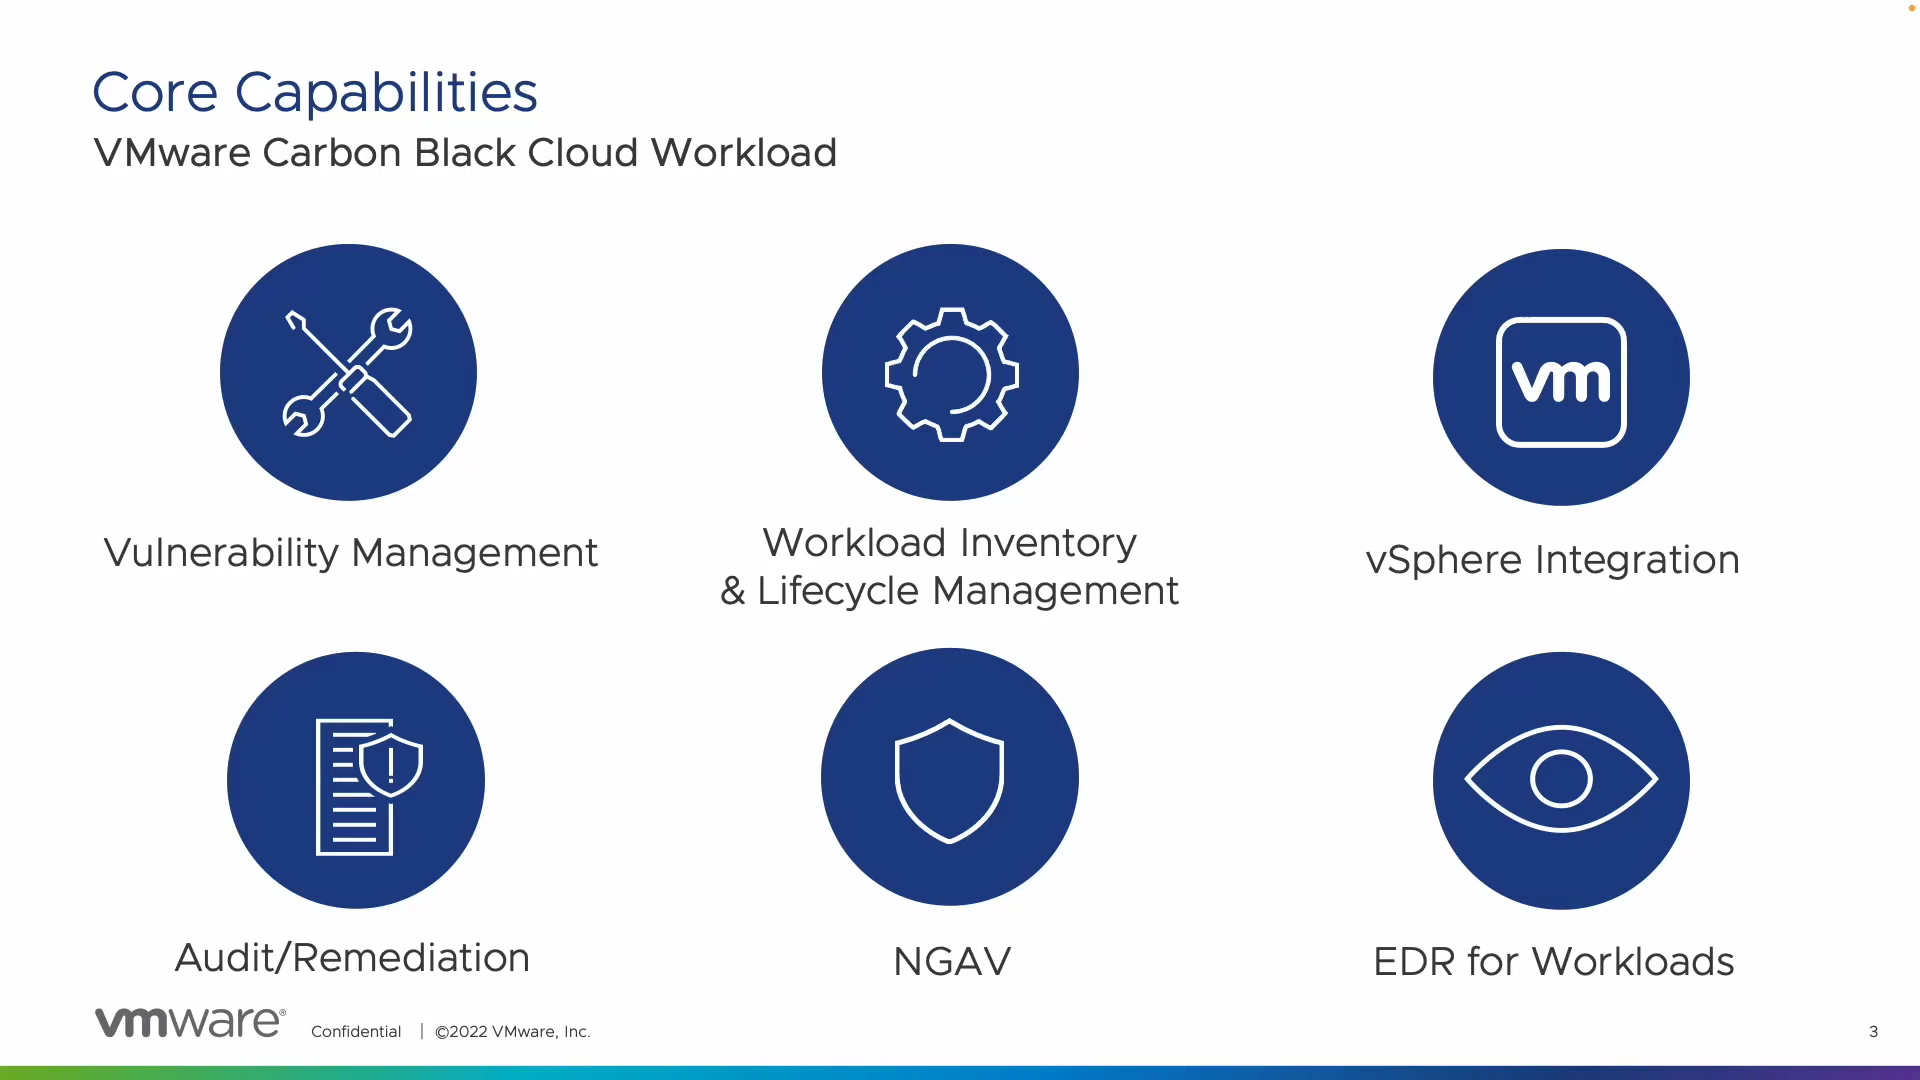 Core Capabilities
VMware Carbon Black Cloud Workload
vm
Vulnerability Management
Workload Inventory
& Lifecycle Management
vSphere Integration
!
Audit/Remediation
NGAV
EDR for Workloads
vmware® Confidential | ©2022 VMware, Inc.
3